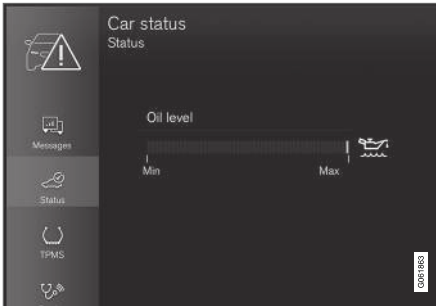 Car status
Status
Messages
Status
TPMS
Oil level
Min Max
G061863